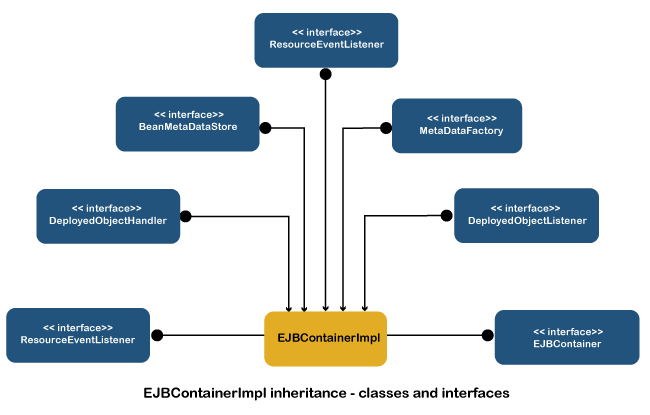 << interface>>
ResourceEventListener
<< interface>>
BeanMetaDataStore
<< interface>>
MetaDataFactory
<< interface>>
DeployedObjectHandler
<< interface>>
DeployedObjectListener
<< interface>>
ResourceEventListener
EJBContainerImpl
<< interface>>
EJBContainer
EJBContainerImpl inheritance - classes and interfaces